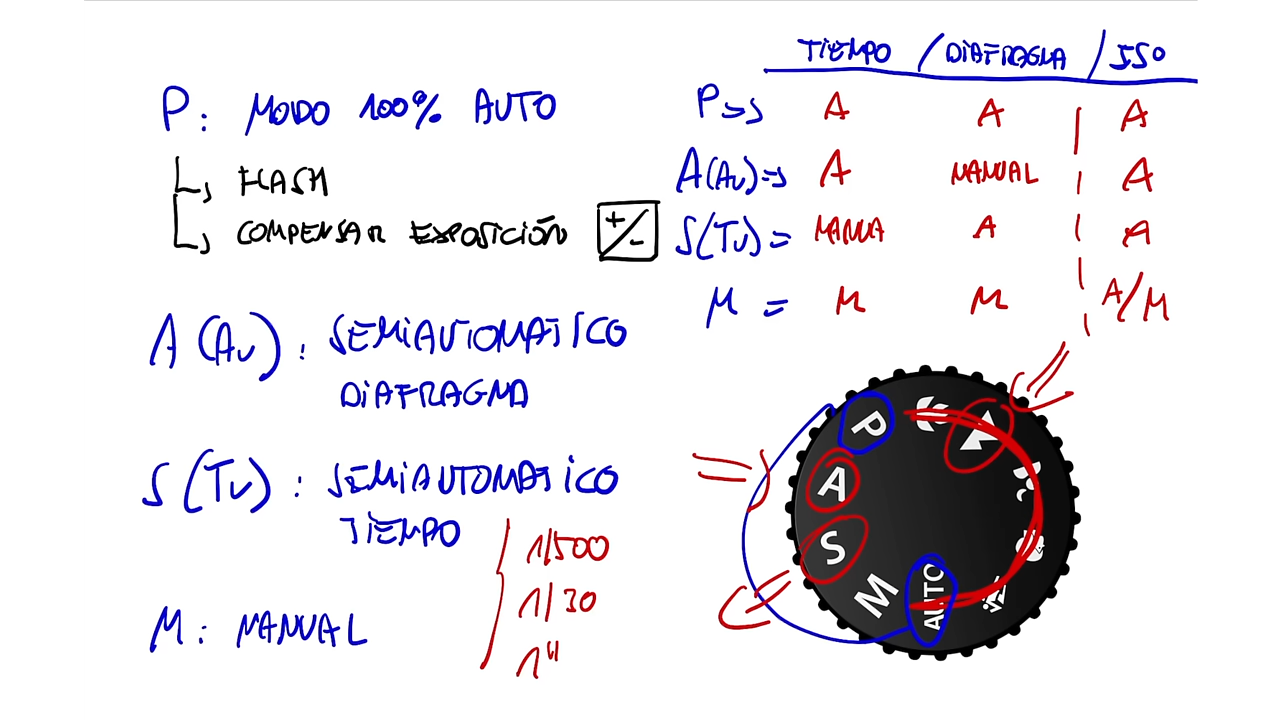 P: MODO 100% AUTO
FLASH
COMPENSAR EXPOSICIÓN +/-
A (Av): SEMIAUTOMATICO
DIAFRAGMA
S (Tv): SEMIAUTOMATICO
TIEMPO
1/500
1/30
1"
M: MANUAL
TIEMPO / DIAFRAGMA / ISO
P => A A A
A(Av)=> A MANUAL A
S(Tv)= MANUA A A
M = M M A/M
P
A
S
M
AUTO